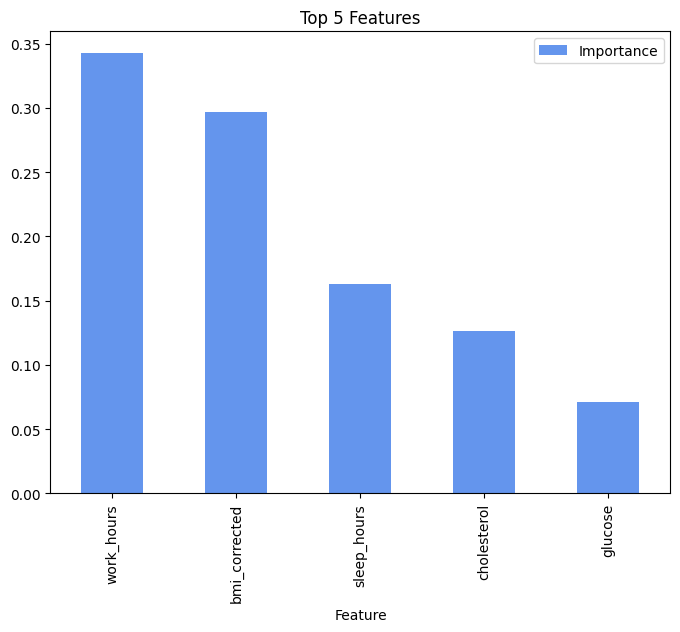 Top 5 Features
Importance
0.35
0.30
0.25
0.20
0.15
0.10
0.05
0.00
work_hours
bmi_corrected
sleep_hours
cholesterol
glucose
Feature